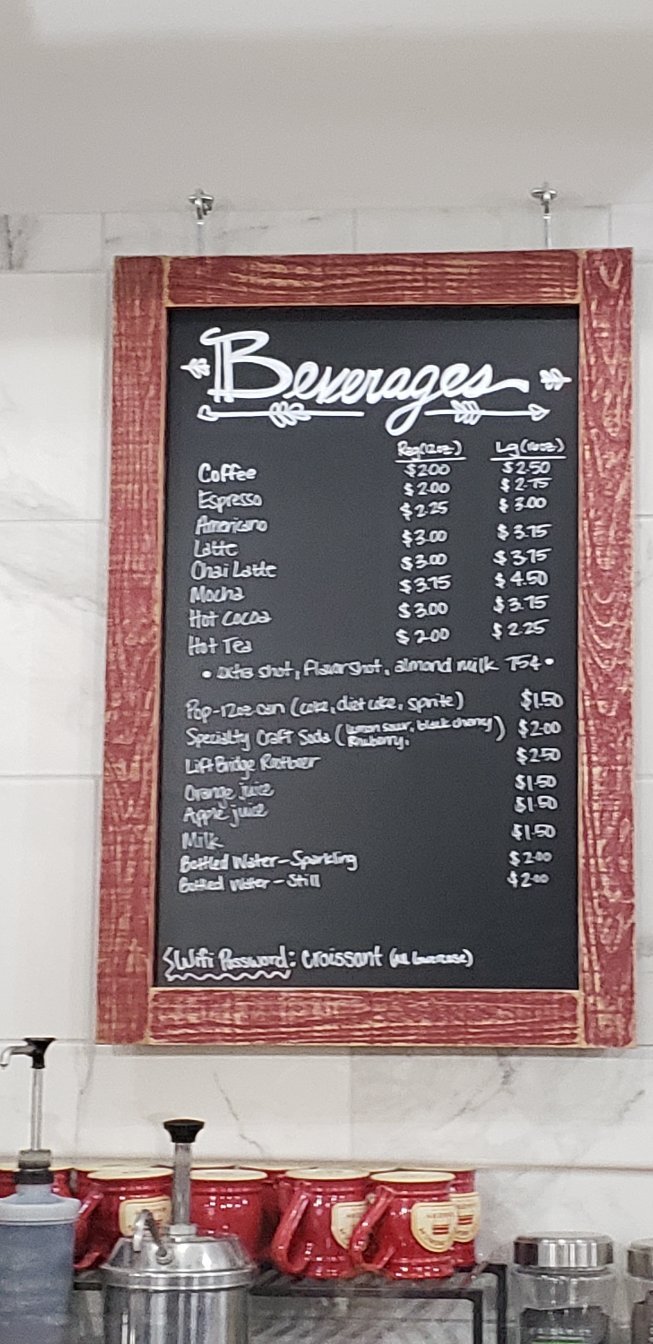 Beverages
Reg(12oz) Lg(16oz)
Coffee $2.00 $2.50
Espresso $2.00 $2.75
Americano $2.25 $3.00
Latte $3.00 $3.75
Chai Latte $3.00 $3.75
Mocha $3.75 $4.50
Hot Cocoa $3.00 $3.75
Hot Tea $2.00 $2.25
• extra shot, flavor shot, almond milk 75¢ •
Pop-12oz can (coke, diet coke, sprite) $1.50
Specialty Craft Soda (lemon sour, black cherry, $2.00
Rhubarb, )
Lift Bridge Rootbeer $2.50
Orange juice $1.50
Apple juice $1.50
Milk $1.50
Bottled Water-Sparkling $2.00
Bottled Water-Still $2.00
Wifi Password: croissant (all lowercase)